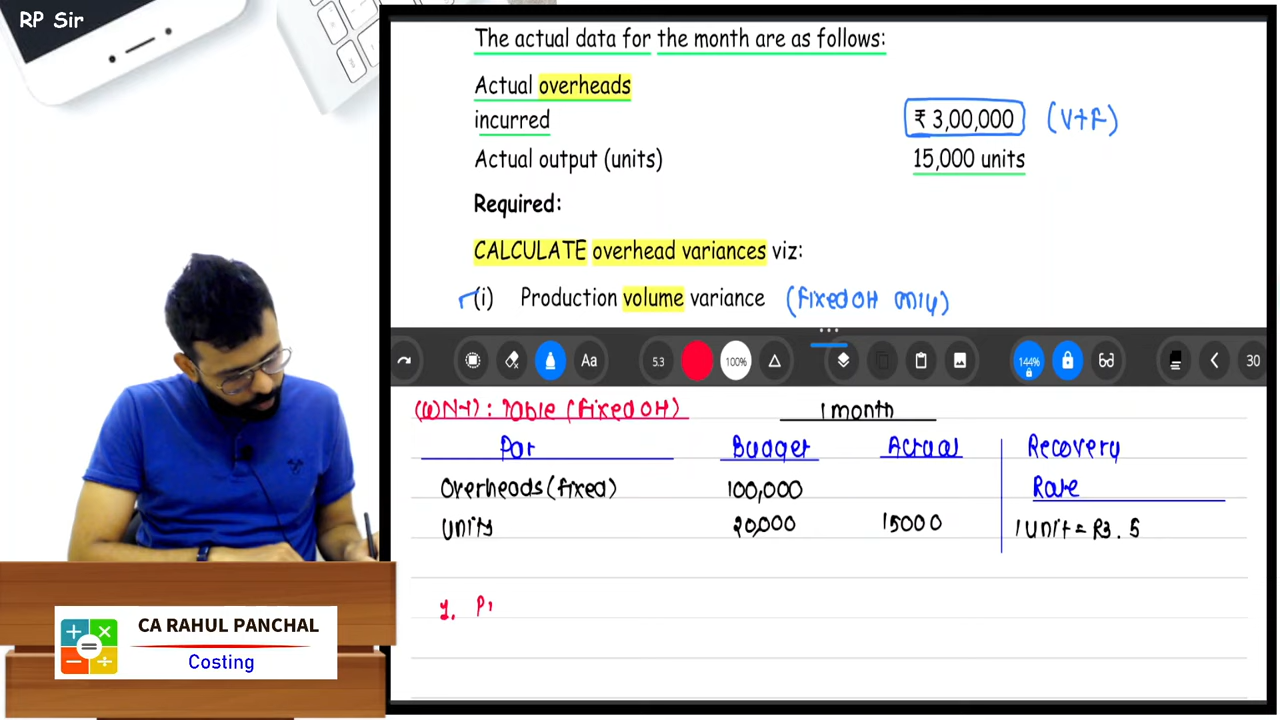 RP Sir
The actual data for the month are as follows:
Actual overheads
incurred ₹ 3,00,000 (V+F)
Actual output (units) 15,000 units
Required:
CALCULATE overhead variances viz:
(i) Production volume variance (Fixed OH only)
Aa 5.3 100% 144% 30
(W)N-1) : Table (Fixed OH) 1 month
Par Budget Actual Recovery
Overheads (fixed) 100,000 Rate
Units 20,000 15000 1 unit = Rs. 5
1.
CA RAHUL PANCHAL
Costing